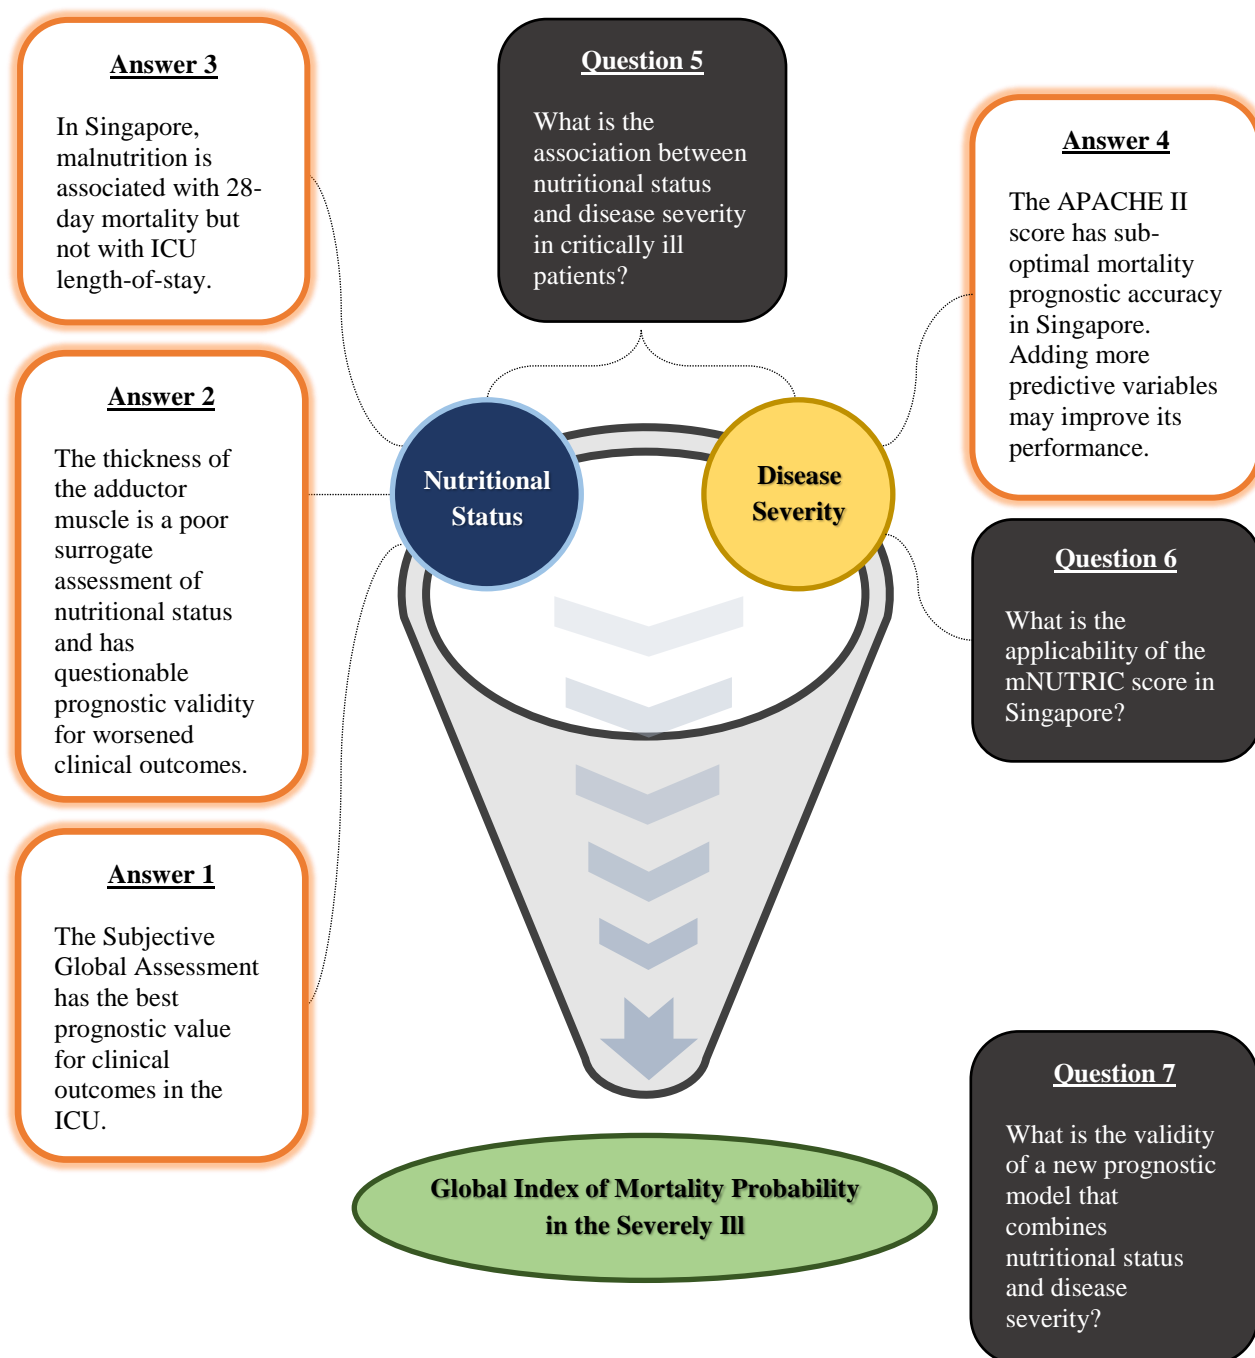 Answer 3
In Singapore,
malnutrition is
associated with 28-
day mortality but
not with ICU
length-of-stay.
Question 5
What is the
association between
nutritional status
and disease severity
in critically ill
patients?
Answer 4
The APACHE II
score has sub-
optimal mortality
prognostic accuracy
in Singapore.
Adding more
predictive variables
may improve its
performance.
Answer 2
The thickness of
the adductor
muscle is a poor
surrogate
assessment of
nutritional status
and has
questionable
prognostic validity
for worsened
clinical outcomes.
Nutritional
Status
Disease
Severity
Question 6
What is the
applicability of the
mNUTRIC score in
Singapore?
Answer 1
The Subjective
Global Assessment
has the best
prognostic value
for clinical
outcomes in the
ICU.
Question 7
What is the validity
of a new prognostic
model that
combines
nutritional status
and disease
severity?
Global Index of Mortality Probability
in the Severely Ill